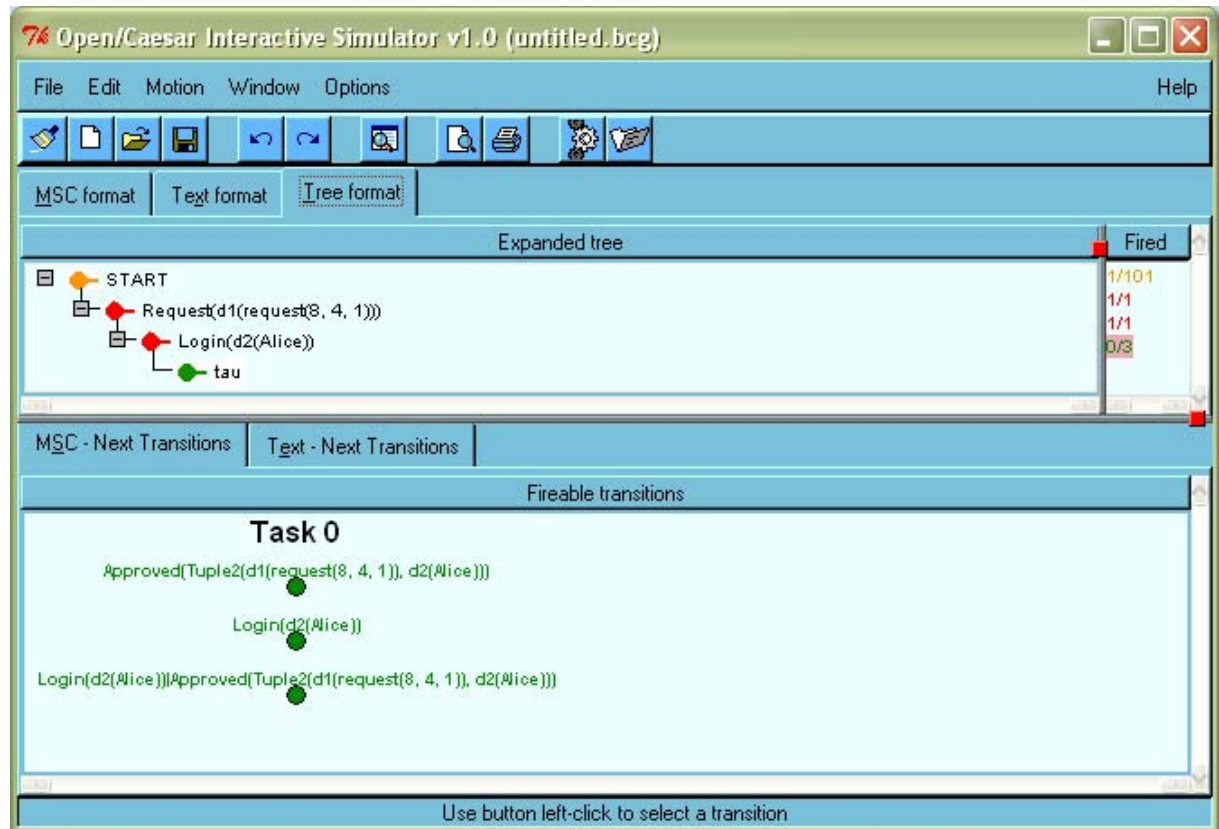 Open/Caesar Interactive Simulator v1.0 (untitled.bcg)
File Edit Motion Window Options Help
MSC format Text format Tree format
Expanded tree Fired
START 1/101
Request(d1(request(8, 4, 1))) 1/1
Login(d2(Alice)) 1/1
tau 0/3
MSC - Next Transitions Text - Next Transitions
Fireable transitions
Task 0
Approved(Tuple2(d1(request(8, 4, 1)), d2(Alice)))
Login(d2(Alice))
Login(d2(Alice))|Approved(Tuple2(d1(request(8, 4, 1)), d2(Alice)))
Use button left-click to select a transition